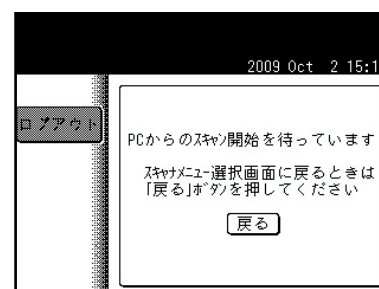 2009 Oct 2 15:1
ログアウト
PCからのｽｷｬﾝ開始を待っています
ｽｷｬﾅﾒﾆｭｰ選択画面に戻るときは
「戻る」ﾎﾞﾀﾝを押してください
戻る